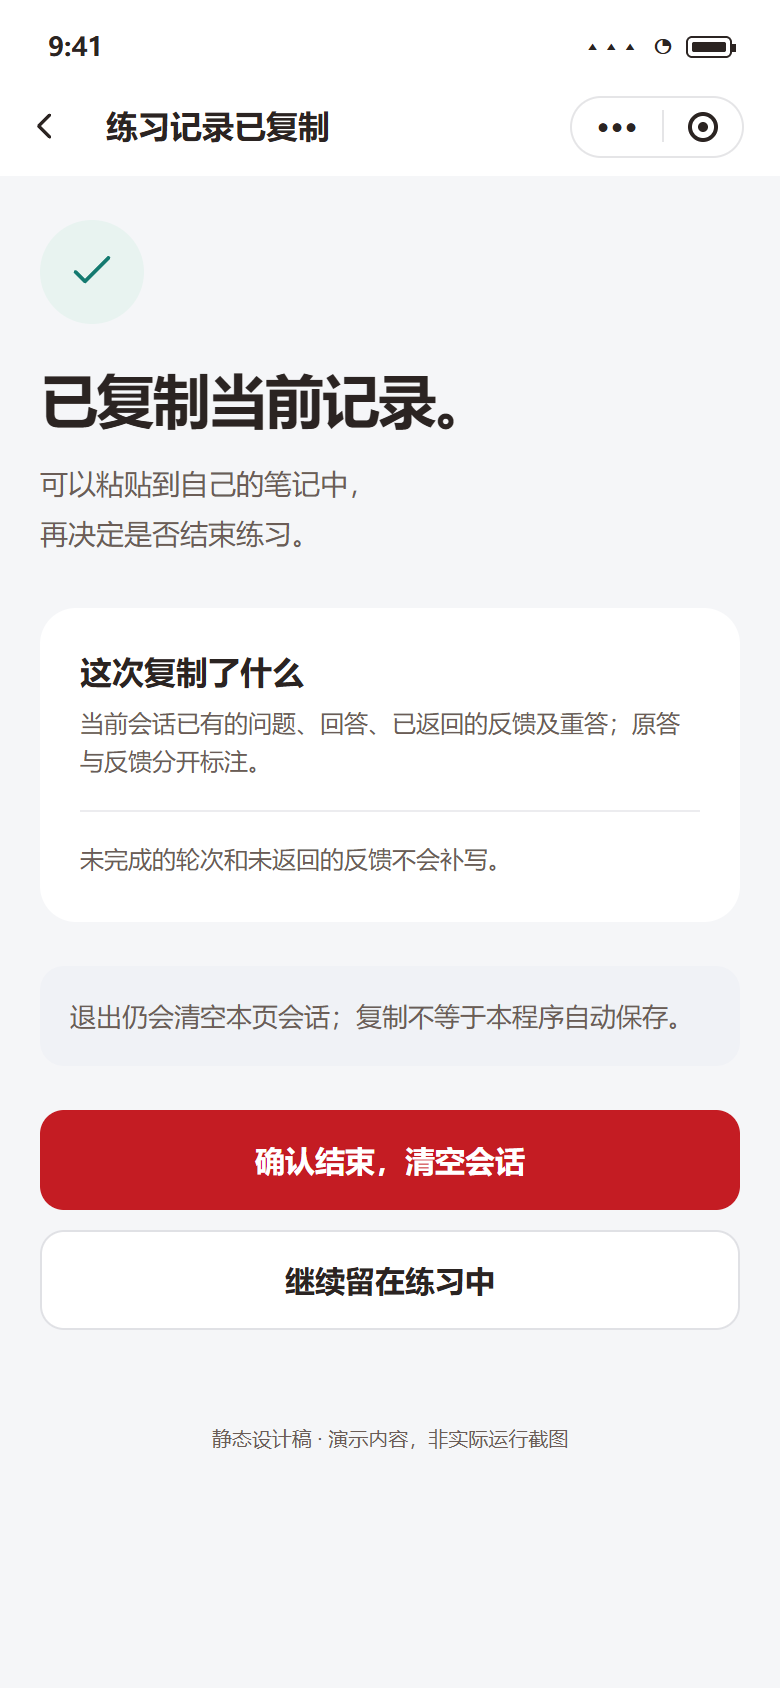 9:41
练习记录已复制
已复制当前记录。
可以粘贴到自己的笔记中，
再决定是否结束练习。
这次复制了什么
当前会话已有的问题、回答、已返回的反馈及重答；原答
与反馈分开标注。
未完成的轮次和未返回的反馈不会补写。
退出仍会清空本页会话；复制不等于本程序自动保存。
确认结束，清空会话
继续留在练习中
静态设计稿 · 演示内容，非实际运行截图